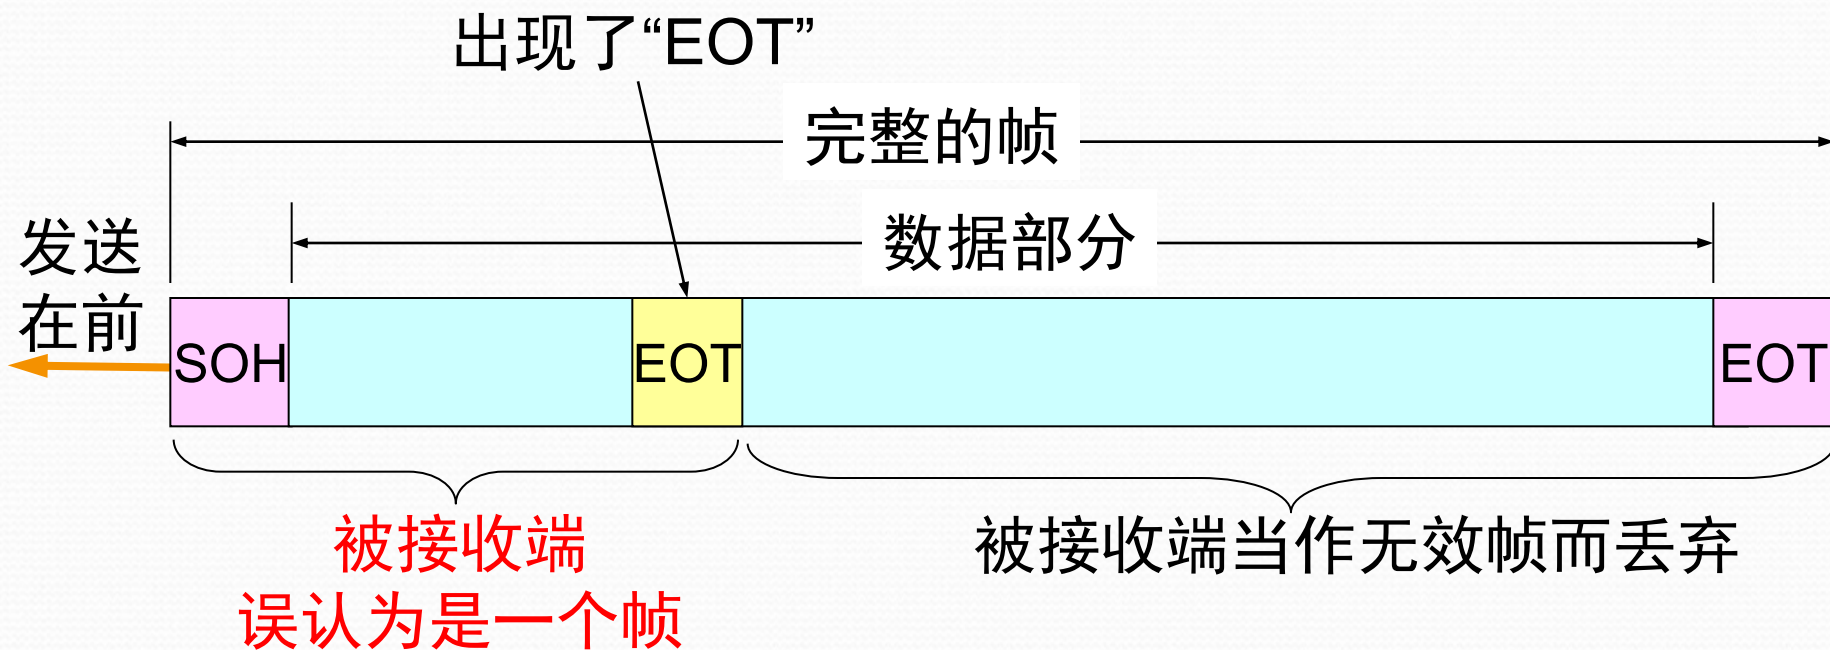 出现了“EOT”
完整的帧
数据部分
发送
在前
SOH
EOT
EOT
被接收端
误认为是一个帧
被接收端当作无效帧而丢弃